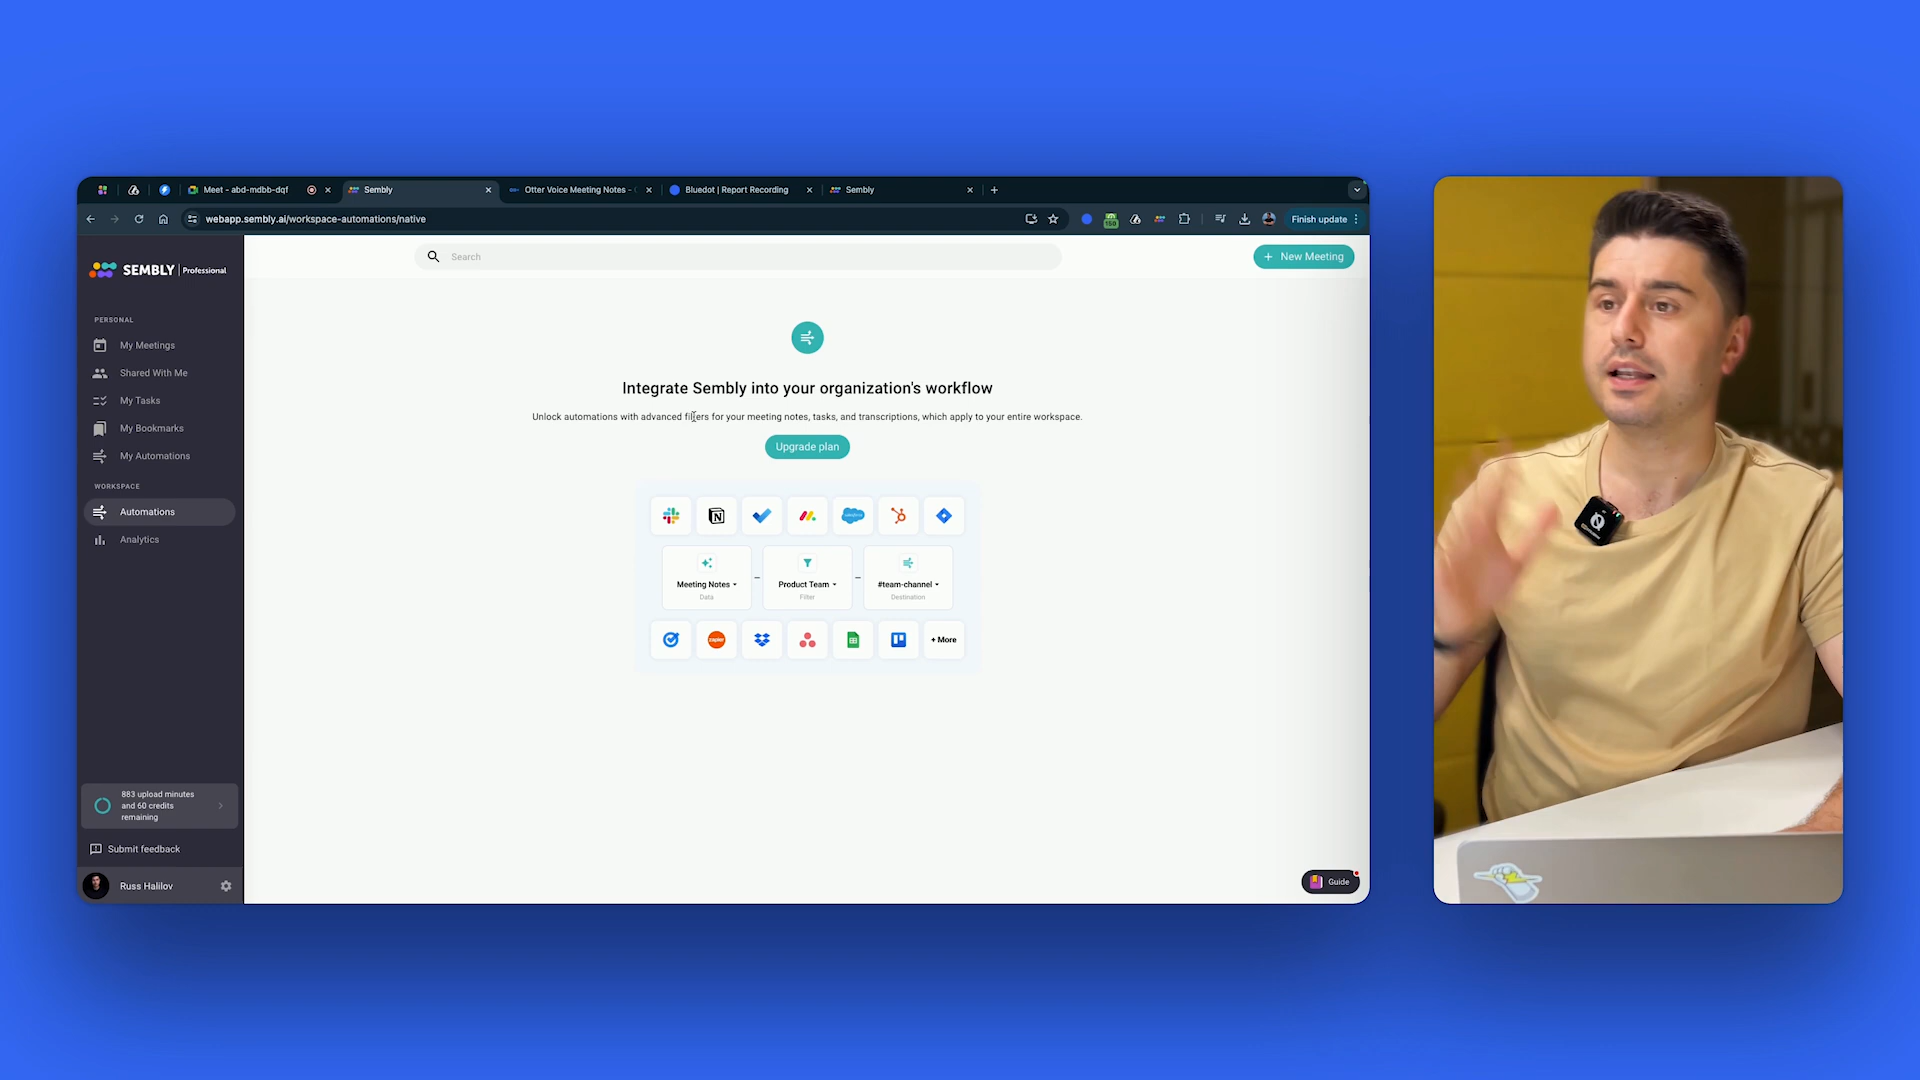 Meet - abd-mdbb-dqf
Sembly
Otter Voice Meeting Notes -
Bluedot | Report Recording
Sembly
webapp.sembly.ai/workspace-automations/native
Finish update
SEMBLY | Professional
Search
+ New Meeting
PERSONAL
My Meetings
Shared With Me
My Tasks
My Bookmarks
My Automations
WORKSPACE
Automations
Analytics
Integrate Sembly into your organization's workflow
Unlock automations with advanced filters for your meeting notes, tasks, and transcriptions, which apply to your entire workspace.
Upgrade plan
Meeting Notes
Data
Product Team
Filter
#team-channel
Destination
zapier
+ More
883 upload minutes
and 60 credits
remaining
Submit feedback
Russ Halilov
Guide